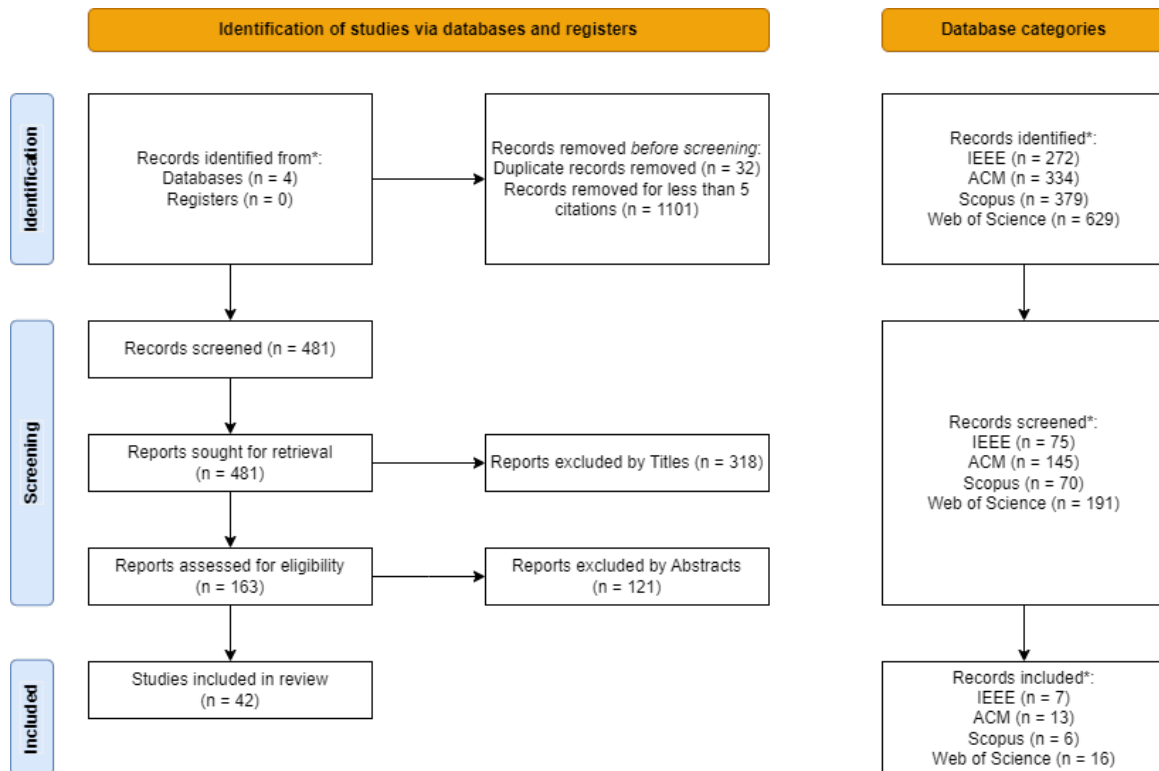 Identification of studies via databases and registers
Database categories
Identification
Records identified from*:
Databases (n = 4)
Registers (n = 0)
Records removed before screening:
Duplicate records removed (n = 32)
Records removed for less than 5
citations (n = 1101)
Records identified*:
IEEE (n = 272)
ACM (n = 334)
Scopus (n = 379)
Web of Science (n = 629)
Screening
Records screened (n = 481)
Reports sought for retrieval
(n = 481)
Reports excluded by Titles (n = 318)
Reports assessed for eligibility
(n = 163)
Reports excluded by Abstracts
(n = 121)
Records screened*:
IEEE (n = 75)
ACM (n = 145)
Scopus (n = 70)
Web of Science (n = 191)
Included
Studies included in review
(n = 42)
Records included*:
IEEE (n = 7)
ACM (n = 13)
Scopus (n = 6)
Web of Science (n = 16)